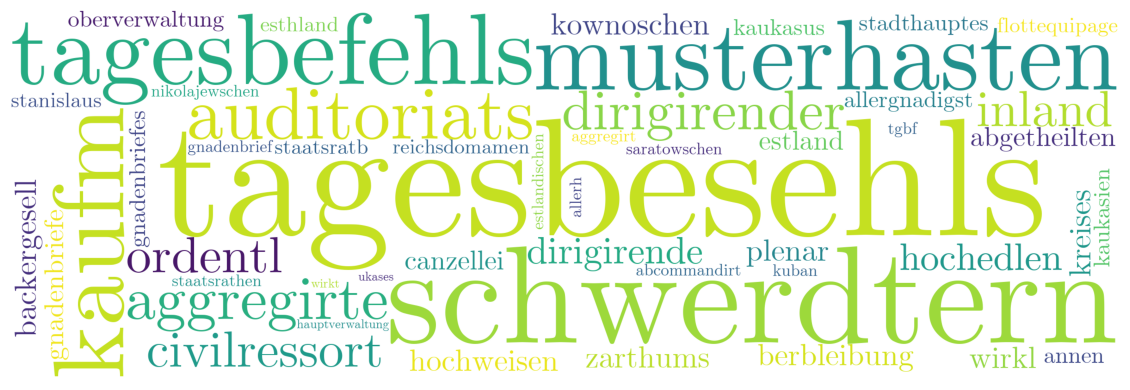 oberverwaltung
esthland
kownoschen
kaukasus
stadthauptes
flottequipage
tagesbefehls
musterhasten
stanislaus
nikolajewschen
auditoriats
dirigirender
allergnadigst
inland
kaufm
gnadenbriefes
gnadenbrief
staatsratb
reichsdomamen
estlandischen
aggregirt
saratowschen
estland
tgbf
abgetheilten
tagesbesehls
allerh
backergesell
gnadenbriefe
ordentl
canzellei
dirigirende
plenar
hochedlen
kreises
kaukasien
staatsrathen
wirkt
ukases
abcommandirt
kuban
aggregirte
hauptverwaltung
schwerdtern
civilressort
hochweisen
zarthums
berbleibung
wirkl
annen